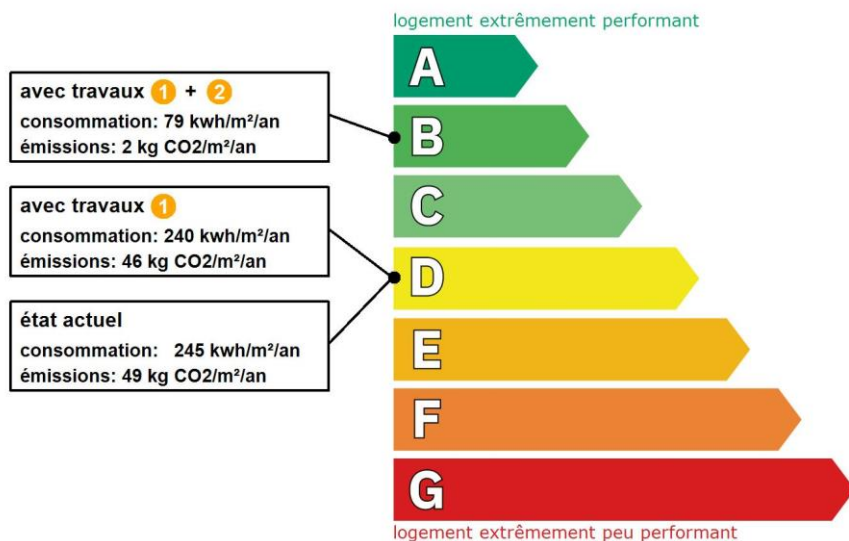 logement extrêmement performant
A
avec travaux 1 + 2
consommation: 79 kwh/m²/an
émissions: 2 kg CO2/m²/an
B
C
avec travaux 1
consommation: 240 kwh/m²/an
émissions: 46 kg CO2/m²/an
D
état actuel
consommation: 245 kwh/m²/an
émissions: 49 kg CO2/m²/an
E
F
G
logement extrêmement peu performant